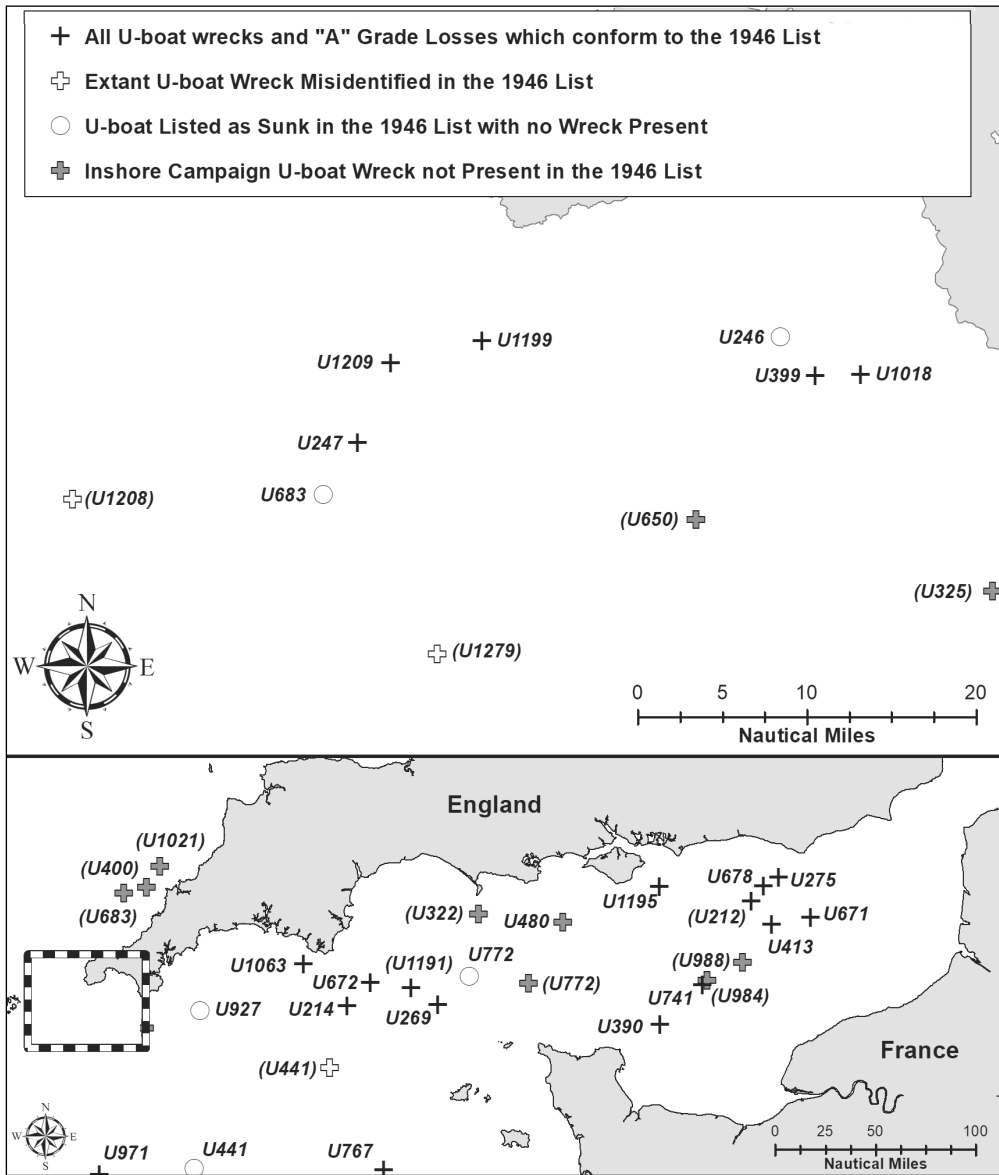 All U-boat wrecks and "A" Grade Losses which conform to the 1946 List
Extant U-boat Wreck Misidentified in the 1946 List
U-boat Listed as Sunk in the 1946 List with no Wreck Present
Inshore Campaign U-boat Wreck not Present in the 1946 List
U1199
U246
U1209
U399
U1018
U247
U683
(U1208)
(U650)
(U325)
(U1279)
N
W E
S
0 5 10 20
Nautical Miles
England
(U1021)
(U400)
(U683)
U678
U275
U1195
(U212)
U671
(U322)
U480
U413
U1063
U772
(U1191)
(U988)
U672
(U772)
U741
(U984)
U927
U214
U269
U390
France
(U441)
N
W E
S
0 25 50 100
Nautical Miles
U971
U441
U767